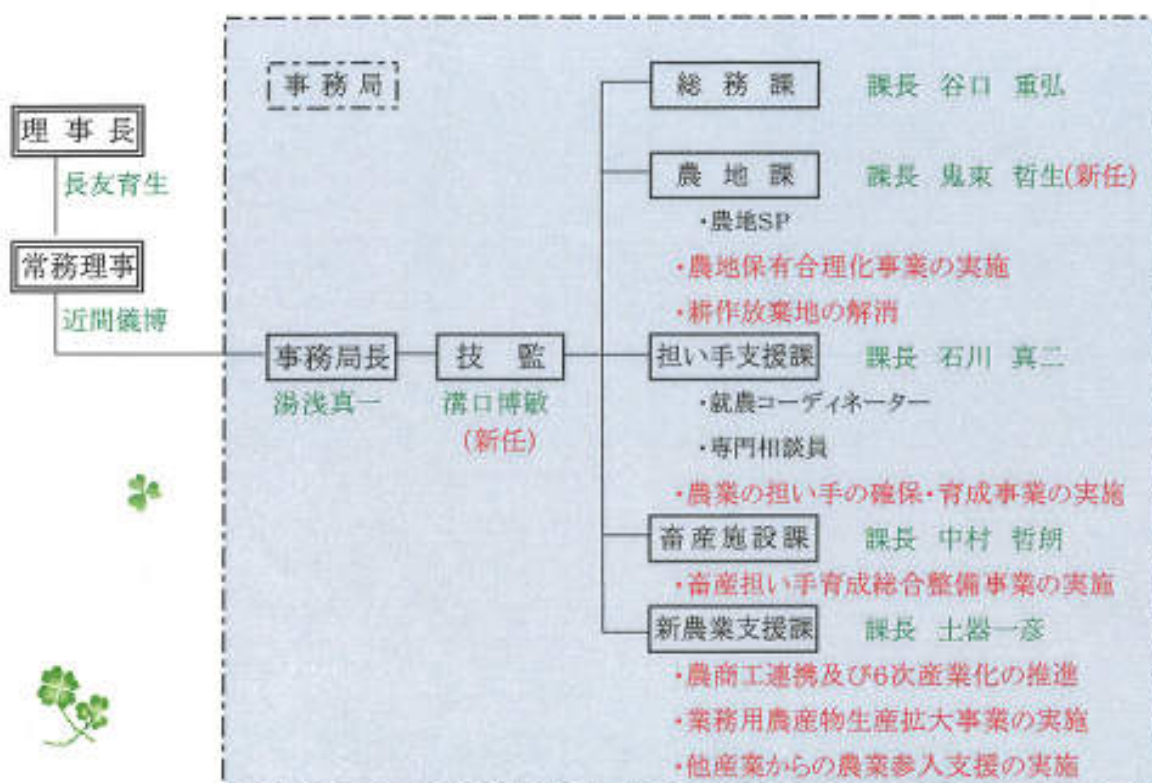 理事長
長友育生
常務理事
近間儀博
事務局
事務局長
湯浅真一
技監
溝口博敏
(新任)
総務課 課長 谷口 重弘
農地課 課長 鬼束 哲生(新任)
・農地SP
・農地保有合理化事業の実施
・耕作放棄地の解消
担い手支援課 課長 石川 真二
・就農コーディネーター
・専門相談員
・農業の担い手の確保・育成事業の実施
畜産施設課 課長 中村 哲朗
・畜産担い手育成総合整備事業の実施
新農業支援課 課長 土器一彦
・農商工連携及び6次産業化の推進
・業務用農産物生産拡大事業の実施
・他産業からの農業参入支援の実施